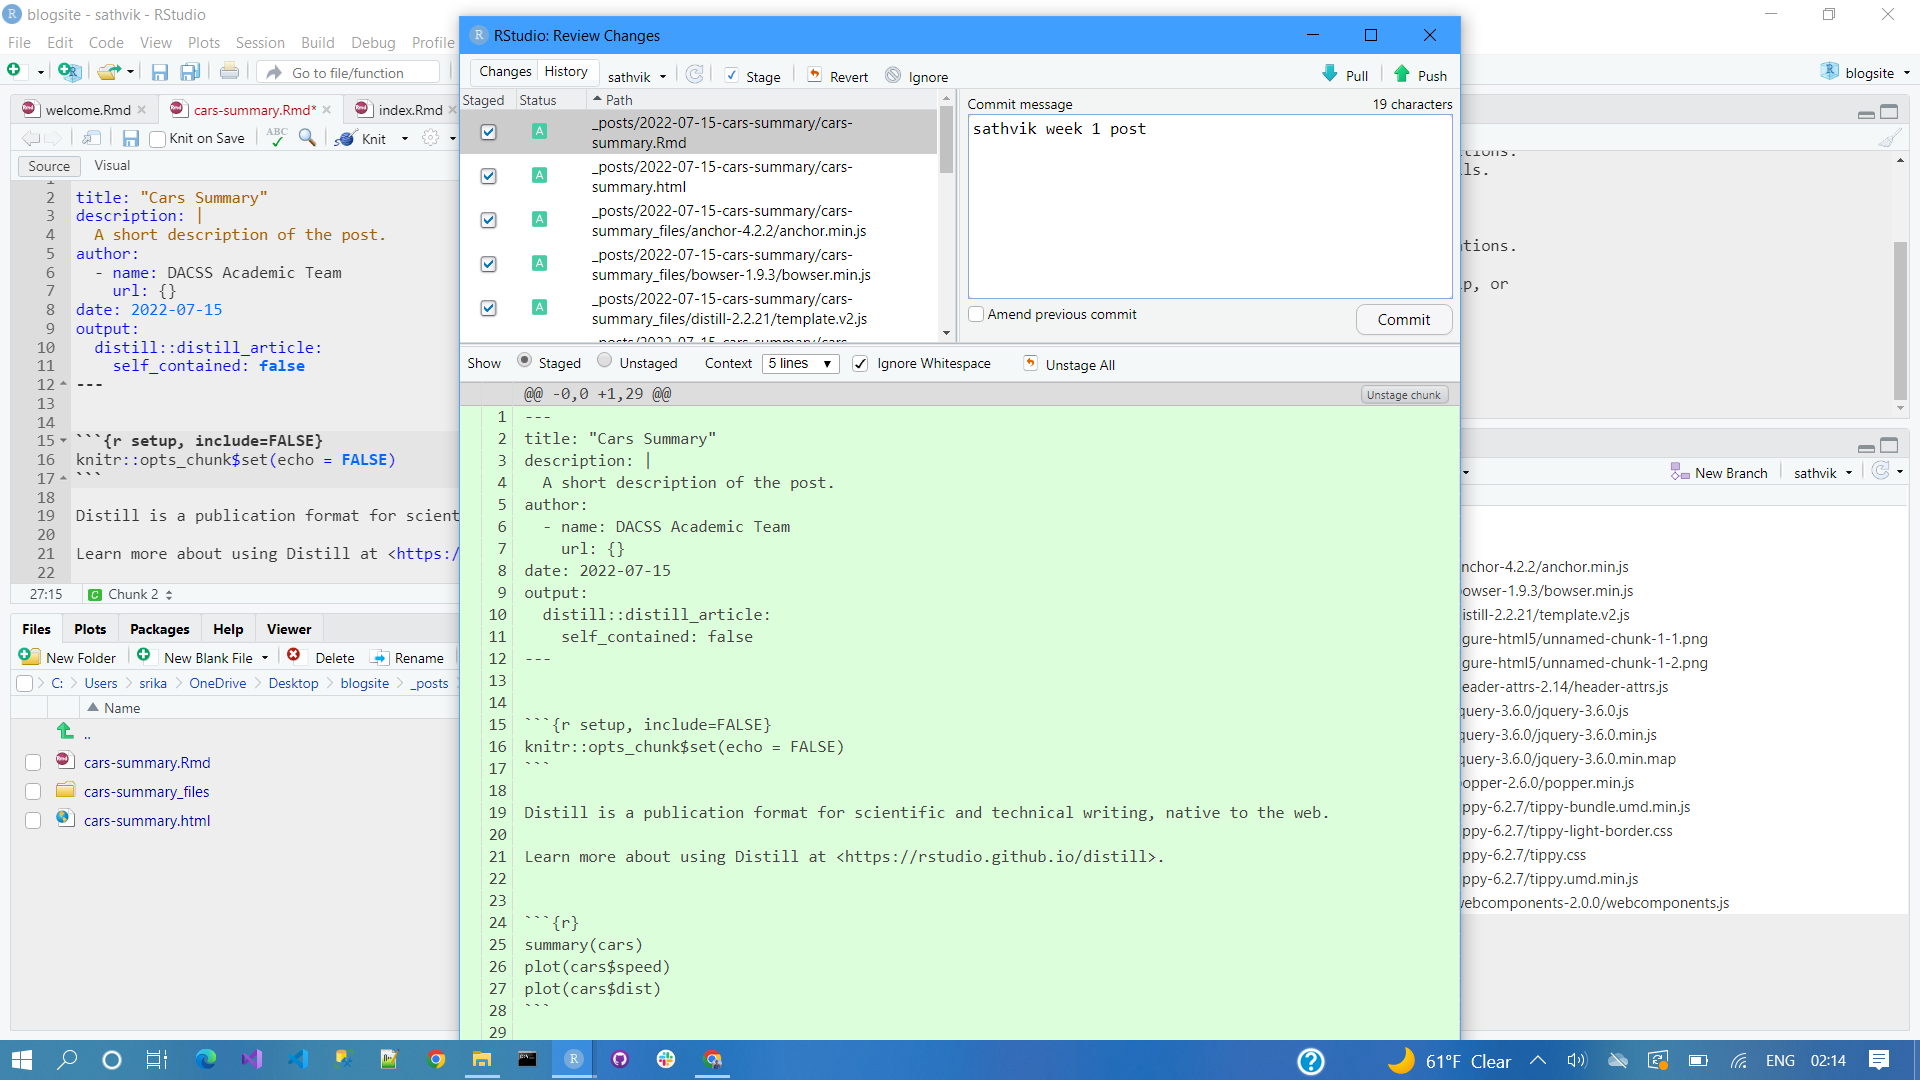 blogsite - sathvik - RStudio
File Edit Code View Plots Session Build Debug Profile
Go to file/function
blogsite
welcome.Rmd
cars-summary.Rmd*
index.Rmd
Knit on Save
ABC
Knit
Source Visual
1
2 title: "Cars Summary"
3 description: |
4 A short description of the post.
5 author:
6 - name: DACSS Academic Team
7 url: {}
8 date: 2022-07-15
9 output:
10 distill::distill_article:
11 self_contained: false
12 ---
13
14
15 ```{r setup, include=FALSE}
16 knitr::opts_chunk$set(echo = FALSE)
17 ```
18
19 Distill is a publication format for scient
20
21 Learn more about using Distill at <https:/
22
27:15 C Chunk 2
Files Plots Packages Help Viewer
New Folder New Blank File Delete Rename
C: Users srika OneDrive Desktop blogsite _posts
Name
..
cars-summary.Rmd
cars-summary_files
cars-summary.html
RStudio: Review Changes
Changes History sathvik Stage Revert Ignore Pull Push
Staged Status Path
A _posts/2022-07-15-cars-summary/cars-
summary.Rmd
A _posts/2022-07-15-cars-summary/cars-
summary.html
A _posts/2022-07-15-cars-summary/cars-
summary_files/anchor-4.2.2/anchor.min.js
A _posts/2022-07-15-cars-summary/cars-
summary_files/bowser-1.9.3/bowser.min.js
A _posts/2022-07-15-cars-summary/cars-
summary_files/distill-2.2.21/template.v2.js
Commit message 19 characters
sathvik week 1 post
Amend previous commit
Commit
Show Staged Unstaged Context 5 lines Ignore Whitespace Unstage All
@@ -0,0 +1,29 @@ Unstage chunk
1 ---
2 title: "Cars Summary"
3 description: |
4 A short description of the post.
5 author:
6 - name: DACSS Academic Team
7 url: {}
8 date: 2022-07-15
9 output:
10 distill::distill_article:
11 self_contained: false
12 ---
13
14
15 ```{r setup, include=FALSE}
16 knitr::opts_chunk$set(echo = FALSE)
17 ```
18
19 Distill is a publication format for scientific and technical writing, native to the web.
20
21 Learn more about using Distill at <https://rstudio.github.io/distill>.
22
23
24 ```{r}
25 summary(cars)
26 plot(cars$speed)
27 plot(cars$dist)
28 ```
29
tions.
ls.
ations.
p, or
New Branch sathvik
nchor-4.2.2/anchor.min.js
owser-1.9.3/bowser.min.js
istill-2.2.21/template.v2.js
gure-html5/unnamed-chunk-1-1.png
gure-html5/unnamed-chunk-1-2.png
eader-attrs-2.14/header-attrs.js
query-3.6.0/jquery-3.6.0.js
query-3.6.0/jquery-3.6.0.min.js
query-3.6.0/jquery-3.6.0.min.map
opper-2.6.0/popper.min.js
ippy-6.2.7/tippy-bundle.umd.min.js
ippy-6.2.7/tippy-light-border.css
ippy-6.2.7/tippy.css
ippy-6.2.7/tippy.umd.min.js
webcomponents-2.0.0/webcomponents.js
61°F Clear ENG 02:14